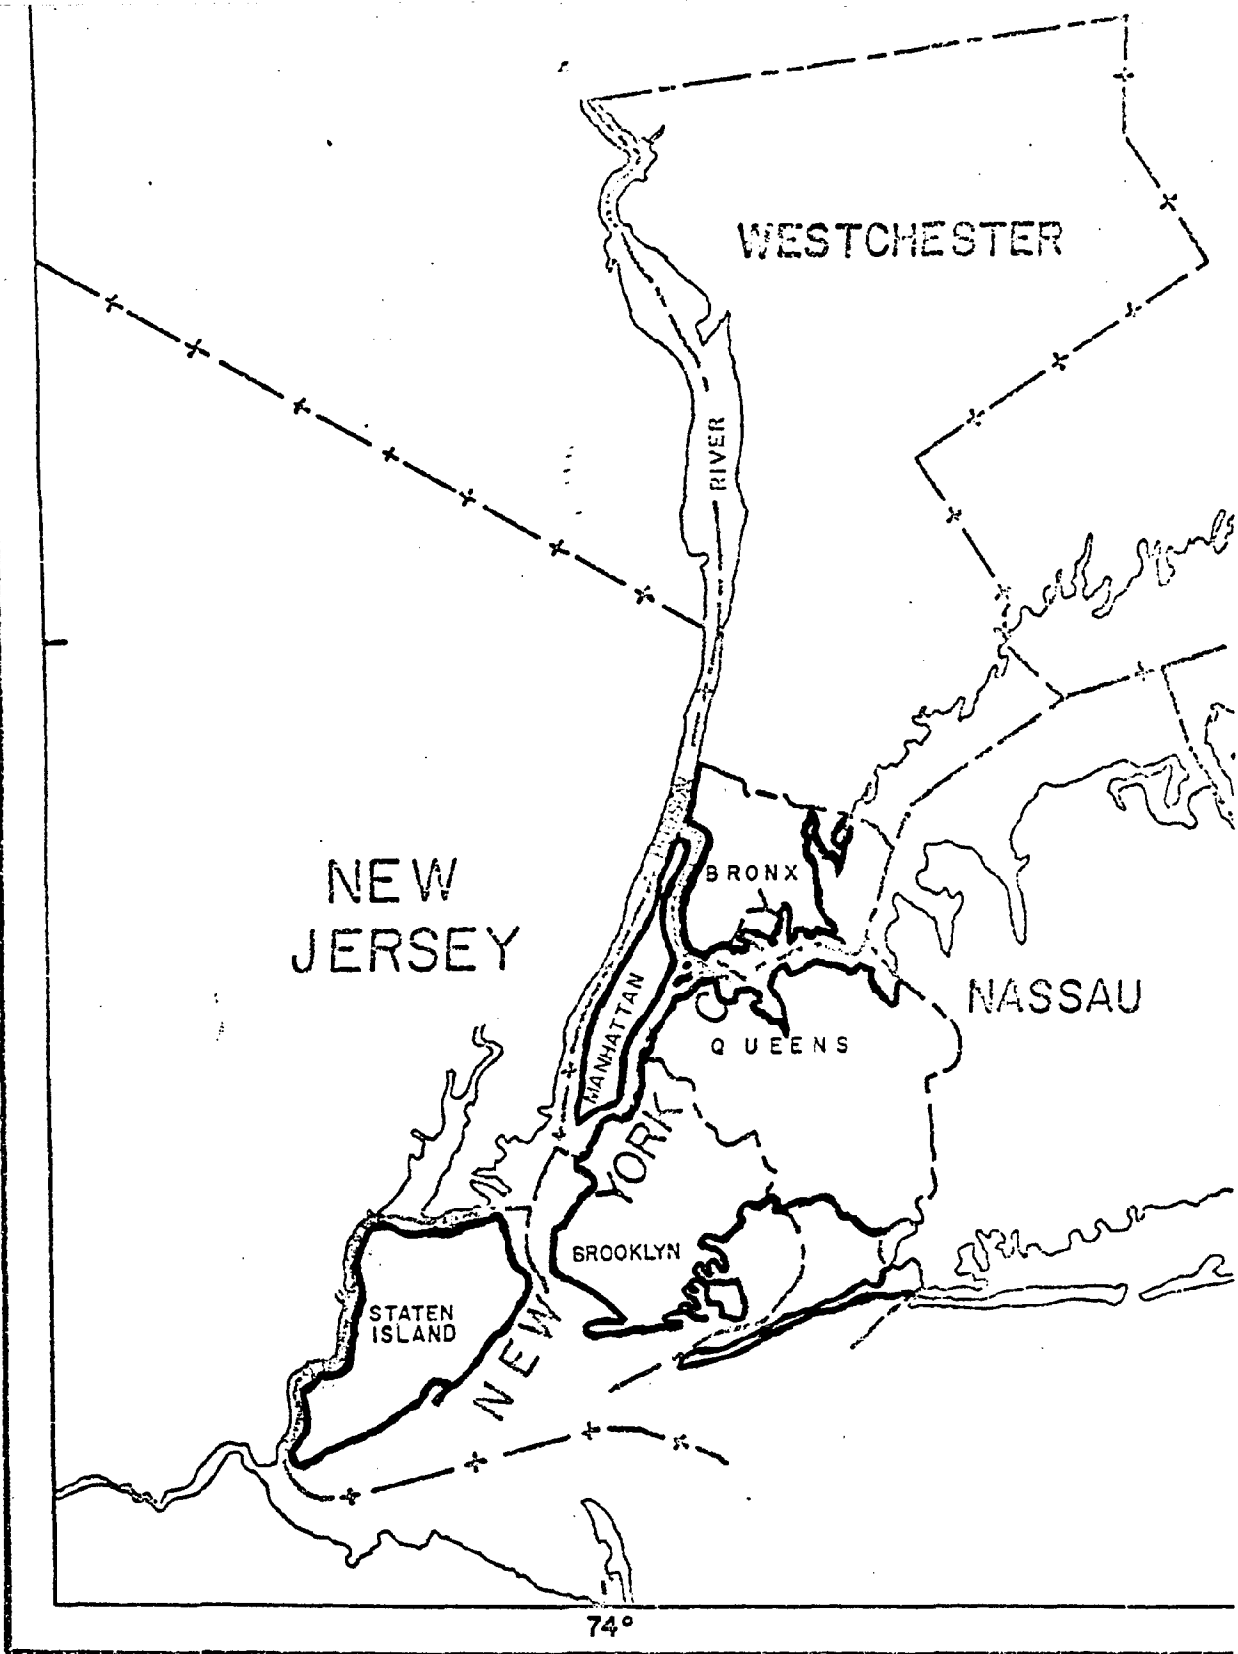 WESTCHESTER
RIVER
NEW
JERSEY
BRONX
MANHATTAN
NASSAU
QUEENS
NEW YORK C
BROOKLYN
STATEN
ISLAND
74°